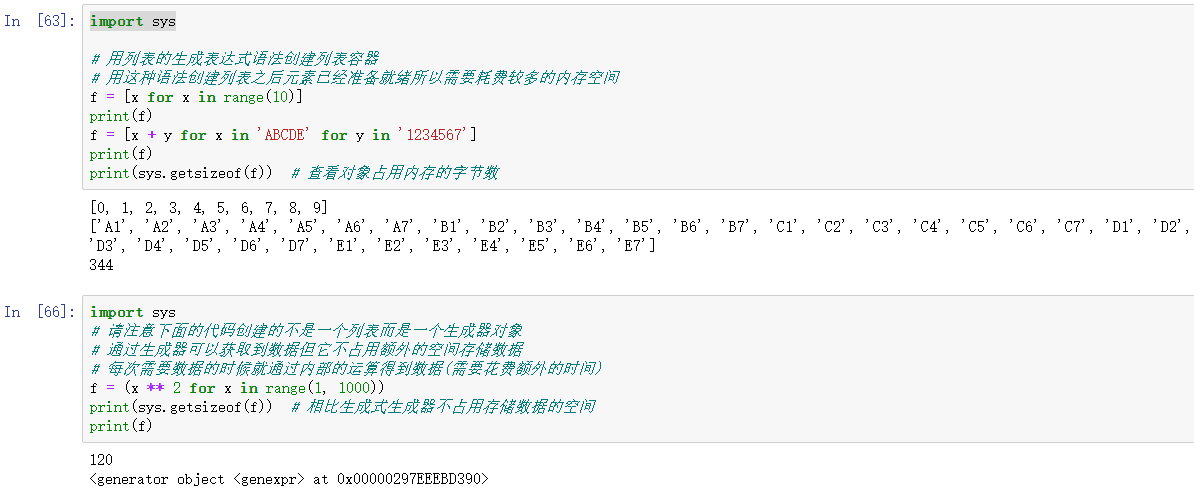 In [63]: import sys
# 用列表的生成表达式语法创建列表容器
# 用这种语法创建列表之后元素已经准备就绪所以需要耗费较多的内存空间
f = [x for x in range(10)]
print(f)
f = [x + y for x in 'ABCDE' for y in '1234567']
print(f)
print(sys.getsizeof(f))  # 查看对象占用内存的字节数
[0, 1, 2, 3, 4, 5, 6, 7, 8, 9]
['A1', 'A2', 'A3', 'A4', 'A5', 'A6', 'A7', 'B1', 'B2', 'B3', 'B4', 'B5', 'B6', 'B7', 'C1', 'C2', 'C3', 'C4', 'C5', 'C6', 'C7', 'D1', 'D2',
'D3', 'D4', 'D5', 'D6', 'D7', 'E1', 'E2', 'E3', 'E4', 'E5', 'E6', 'E7']
344
In [66]: import sys
# 请注意下面的代码创建的不是一个列表而是一个生成器对象
# 通过生成器可以获取到数据但它不占用额外的空间存储数据
# 每次需要数据的时候就通过内部的运算得到数据(需要花费额外的时间)
f = (x ** 2 for x in range(1, 1000))
print(sys.getsizeof(f))  # 相比生成式生成器不占用存储数据的空间
print(f)
120
<generator object <genexpr> at 0x00000297EEEBD390>